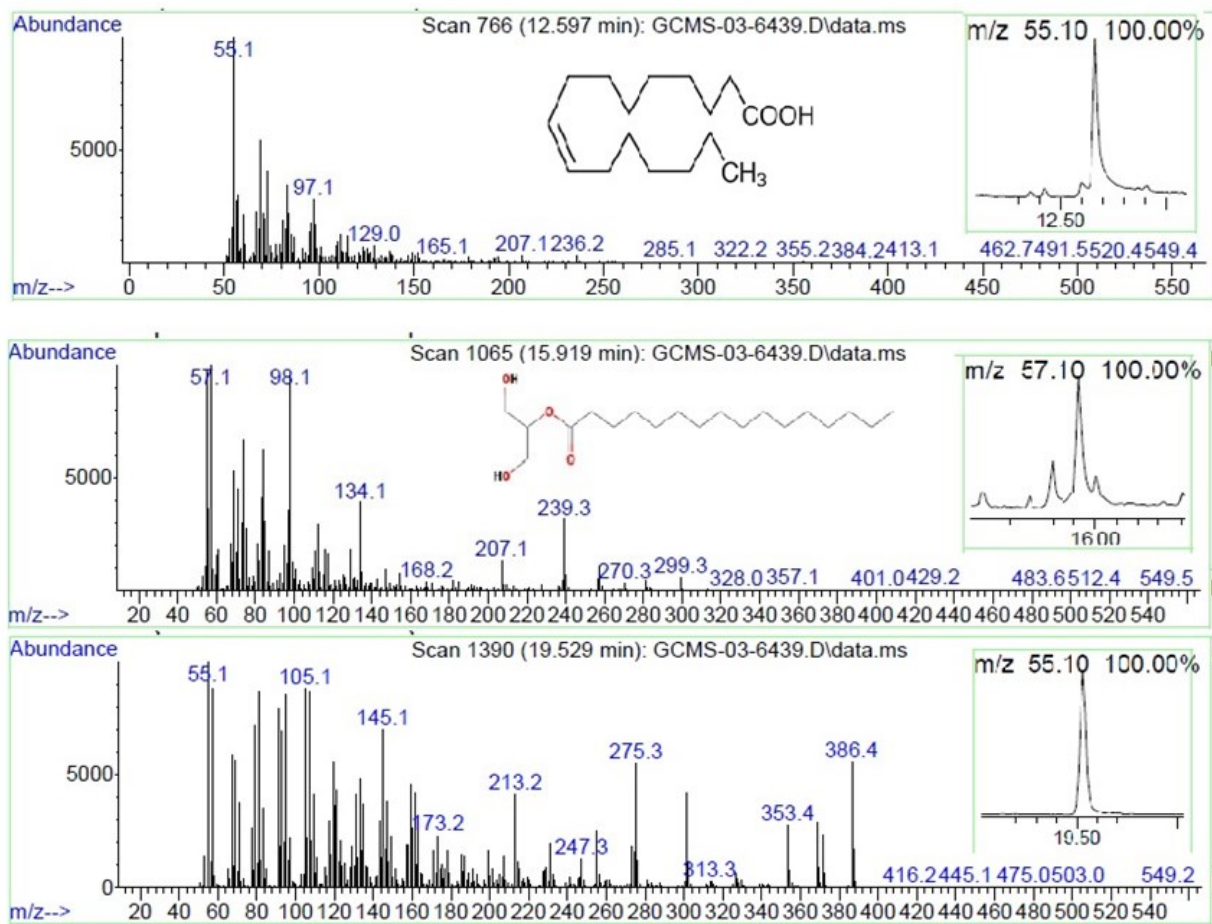 Abundance
Scan 766 (12.597 min): GCMS-03-6439.D\data.ms
m/z 55.10 100.00%
55.1
5000
97.1
129.0
165.1
207.1
236.2
285.1
322.2
355.2
384.2
413.1
462.7
491.5
520.4
549.4
COOH
CH3
12.50
0 50 100 150 200 250 300 350 400 450 500 550
m/z-->
Abundance
Scan 1065 (15.919 min): GCMS-03-6439.D\data.ms
m/z 57.10 100.00%
57.1
98.1
OH
O
O
HO
5000
134.1
168.2
207.1
239.3
270.3
299.3
328.0
357.1
401.0
429.2
483.6
512.4
549.5
1600
20 40 60 80 100 120 140 160 180 200 220 240 260 280 300 320 340 360 380 400 420 440 460 480 500 520 540
m/z-->
Abundance
Scan 1390 (19.529 min): GCMS-03-6439.D\data.ms
m/z 55.10 100.00%
55.1
105.1
145.1
5000
173.2
213.2
247.3
275.3
313.3
353.4
386.4
416.2
445.1
475.0
503.0
549.2
19.50
0
20 40 60 80 100 120 140 160 180 200 220 240 260 280 300 320 340 360 380 400 420 440 460 480 500 520 540
m/z-->